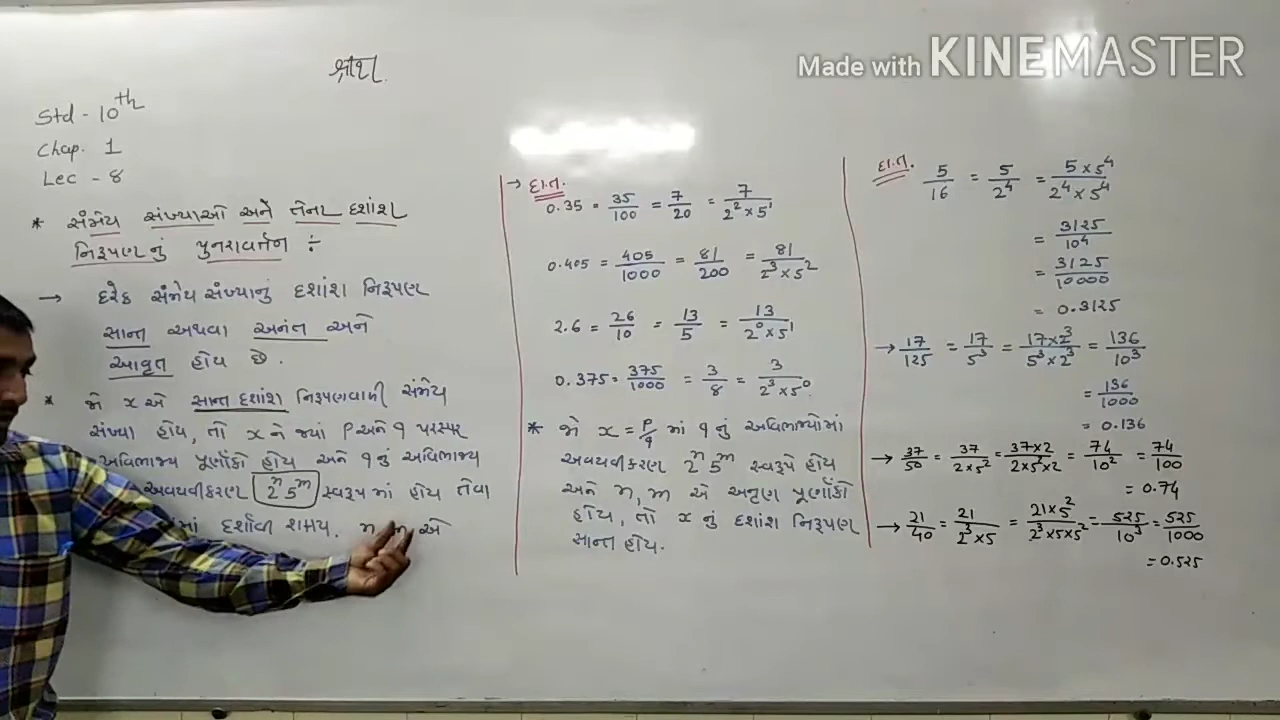 Made with KINEMASTER
શ્રીશા
Std - 10th
Chap. 1
Lec - 8
* સંમેય સંખ્યાઓ અને તેના દશાંશ
નિરૂપણનું પુનરાવર્તન ÷
→ દરેક સંમેય સંખ્યાનું દશાંશ નિરૂપણ
સાન્ત અથવા અનંત અને
આવૃત હોય છે.
* જો x એ સાન્ત દશાંશ નિરૂપણવાળી સંમેય
સંખ્યા હોય, તો x ને જ્યાં P અને q પરસ્પર
અવિભાજ્ય પૂર્ણાંકો હોય અને q નું અવિભાજ્ય
અવયવીકરણ 2^n 5^m સ્વરૂપમાં હોય તેવા
માં દર્શાવી શકાય. n, m એ
→ દા.ત.
0.35 = 35/100 = 7/20 = 7/(2^2 × 5^1)
0.405 = 405/1000 = 81/200 = 81/(2^3 × 5^2)
2.6 = 26/10 = 13/5 = 13/(2^0 × 5^1)
0.375 = 375/1000 = 3/8 = 3/(2^3 × 5^0)
* જો x = P/q માં q નું અવિભાજ્યોમાં
અવયવીકરણ 2^n 5^m સ્વરૂપે હોય
અને n, m એ અનૃણ પૂર્ણાંકો
હોય, તો x નું દશાંશ નિરૂપણ
સાન્ત હોય.
દા.ત. 5/16 = 5/2^4 = (5 × 5^4)/(2^4 × 5^4)
= 3125/10^4
= 3125/10000
= 0.3125
→ 17/125 = 17/5^3 = (17 × 2^3)/(5^3 × 2^3) = 136/10^3
= 136/1000
= 0.136
→ 37/50 = 37/(2 × 5^2) = (37 × 2)/(2 × 5^2 × 2) = 74/10^2 = 74/100
= 0.74
→ 21/40 = 21/(2^3 × 5) = (21 × 5^2)/(2^3 × 5 × 5^2) = 525/10^3 = 525/1000
= 0.525